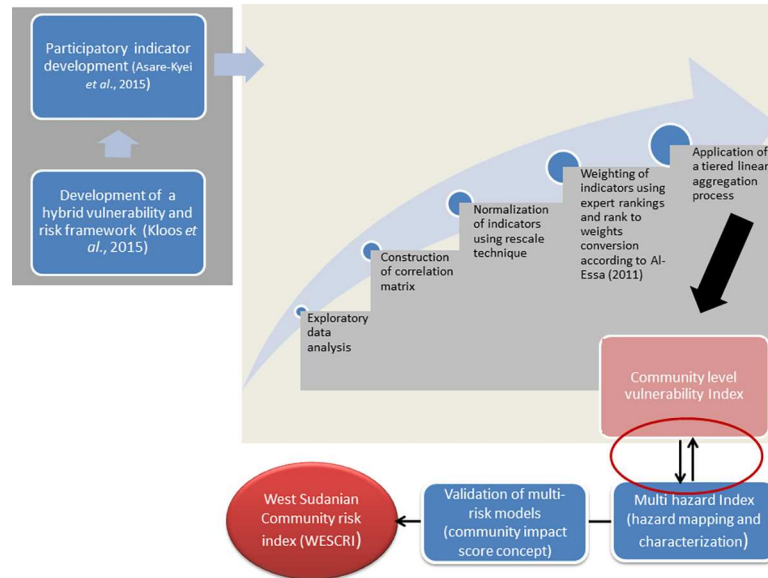 Participatory indicator
development (Asare-Kyei
et al., 2015)
Development of a
hybrid vulnerability and
risk framework (Kloos et
al., 2015)
Exploratory
data
analysis
Construction
of correlation
matrix
Normalization
of indicators
using rescale
technique
Weighting of
indicators using
expert rankings
and rank to
weights
conversion
according to Al-
Essa (2011)
Application of
a tiered linear
aggregation
process
Community level
vulnerability Index
Multi hazard Index
(hazard mapping and
characterization)
Validation of multi-
risk models
(community impact
score concept)
West Sudanian
Community risk
index (WESCRI)